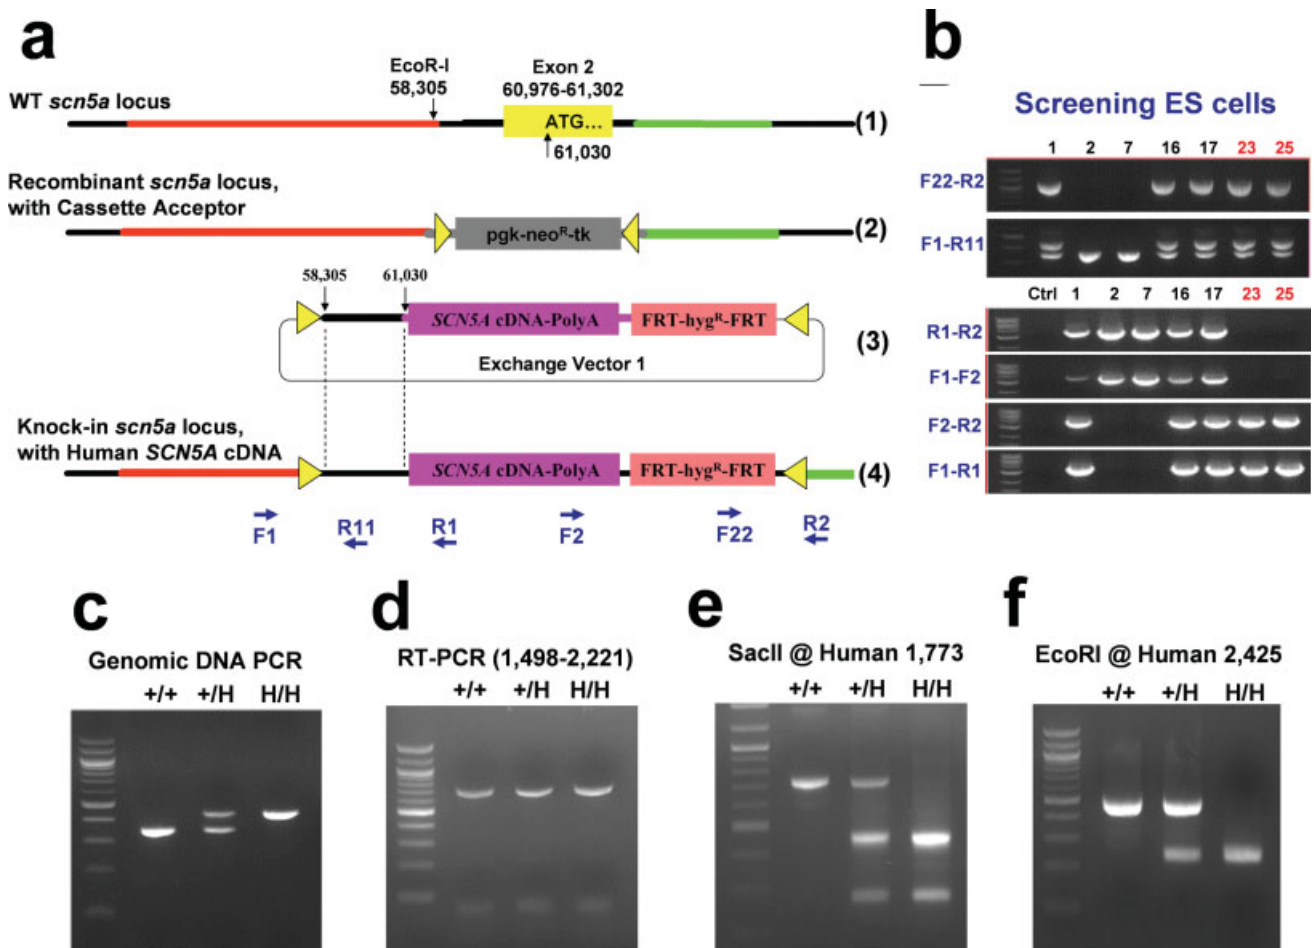 a
EcoR-I
58,305
Exon 2
60,976-61,302
WT scn5a locus
ATG...
61,030
(1)
Recombinant scn5a locus,
with Cassette Acceptor
pgk-neoR-tk
(2)
58,305
61,030
SCN5A cDNA-PolyA
FRT-hygR-FRT
(3)
Exchange Vector 1
Knock-in scn5a locus,
with Human SCN5A cDNA
SCN5A cDNA-PolyA
FRT-hygR-FRT
(4)
F1
R11
R1
F2
F22
R2
b
Screening ES cells
1 2 7 16 17 23 25
F22-R2
F1-R11
Ctrl 1 2 7 16 17 23 25
R1-R2
F1-F2
F2-R2
F1-R1
c
Genomic DNA PCR
+/+ +/H H/H
d
RT-PCR (1,498-2,221)
+/+ +/H H/H
e
SacII @ Human 1,773
+/+ +/H H/H
f
EcoRI @ Human 2,425
+/+ +/H H/H